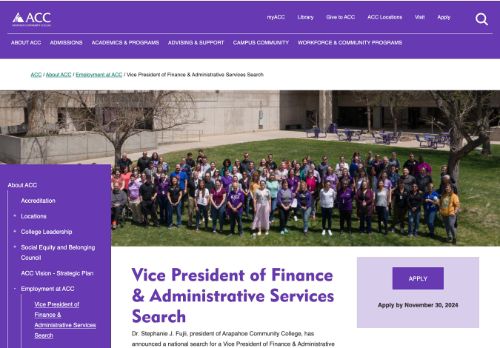 ACC
myACC
Library
Give to ACC
ACC Locations
Visit
Apply
ABOUT ACC
ADMISSIONS
ACADEMICS & PROGRAMS
ADVISING & SUPPORT
CAMPUS COMMUNITY
WORKFORCE & COMMUNITY PROGRAMS
ACC / About ACC / Employment at ACC / Vice President of Finance & Administrative Services Search
About ACC
Accreditation
Locations
College Leadership
Social Equity and Belonging
Council
ACC Vision - Strategic Plan
Employment at ACC
Vice President of
Finance &
Administrative Services
Search
Vice President of Finance
& Administrative Services
Search
Dr. Stephanie J. Fujii, president of Arapahoe Community College, has
announced a national search for a Vice President of Finance & Administrative
APPLY
Apply by November 30, 2024